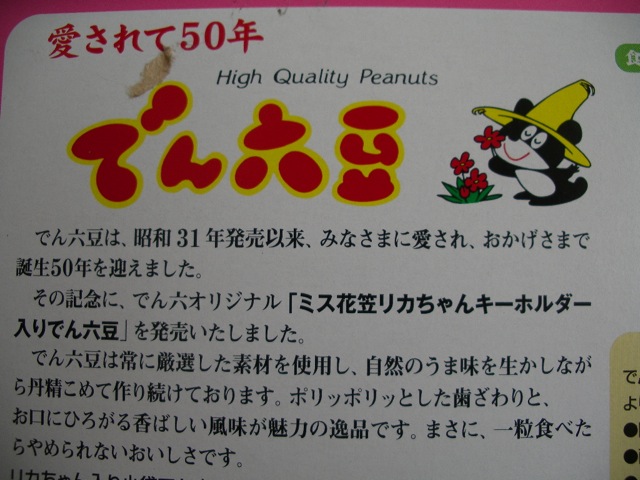 愛されて50年
食
High Quality Peanuts
でん六豆
でん六豆は、昭和31年発売以来、みなさまに愛され、おかげさまで
誕生50年を迎えました。
その記念に、でん六オリジナル「ミス花笠リカちゃんキーホルダー
入りでん六豆」を発売いたしました。
でん六豆は常に厳選した素材を使用し、自然のうま味を生かしなが
ら丹精こめて作り続けております。ポリッポリッとした歯ざわりと、
お口にひろがる香ばしい風味が魅力の逸品です。まさに、一粒食べた
らやめられないおいしさです。
で
よ